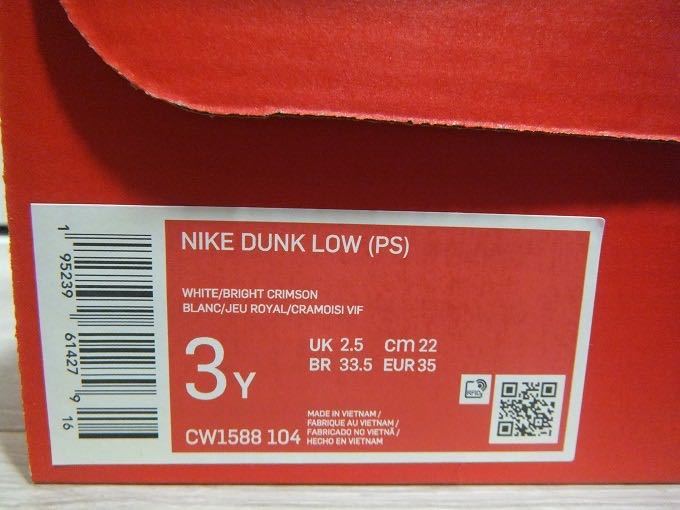 NIKE DUNK LOW (PS)
WHITE/BRIGHT CRIMSON
BLANC/JEU ROYAL/CRAMOISI VIF
3Y
UK 2.5 cm 22
BR 33.5 EUR 35
CW1588 104
MADE IN VIETNAM /
FABRIQUE AU VIETNAM /
FABRICADO NO VIETNÃ /
HECHO EN VIETNAM
1 95239 61427 9 16